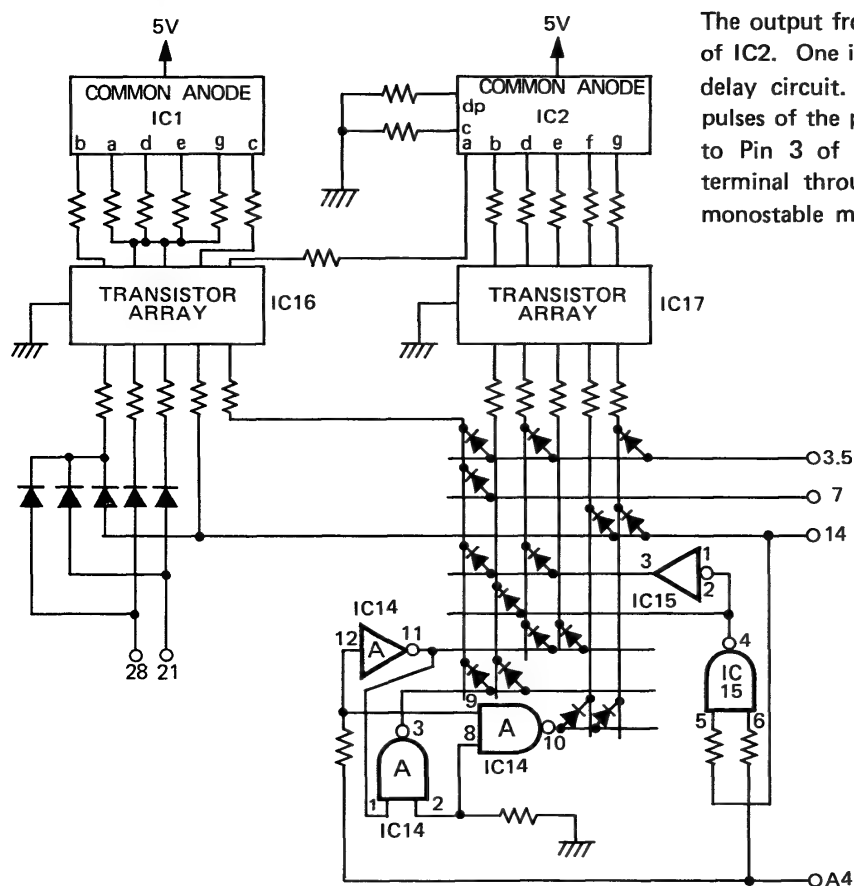 5V
5V
COMMON ANODE
IC1
b a d e g c
COMMON ANODE
IC2
dp
c
a b d e f g
The output fre
of IC2. One i
delay circuit.
pulses of the p
to Pin 3 of
terminal throu
monostable m
TRANSISTOR
ARRAY
IC16
TRANSISTOR
ARRAY
IC17
3.5
7
14
3 1
2
IC15
IC14
12 A 11
28 21
4
IC
15
5 6
9
8 A 10
IC14
3
A
1 2
IC14
A4